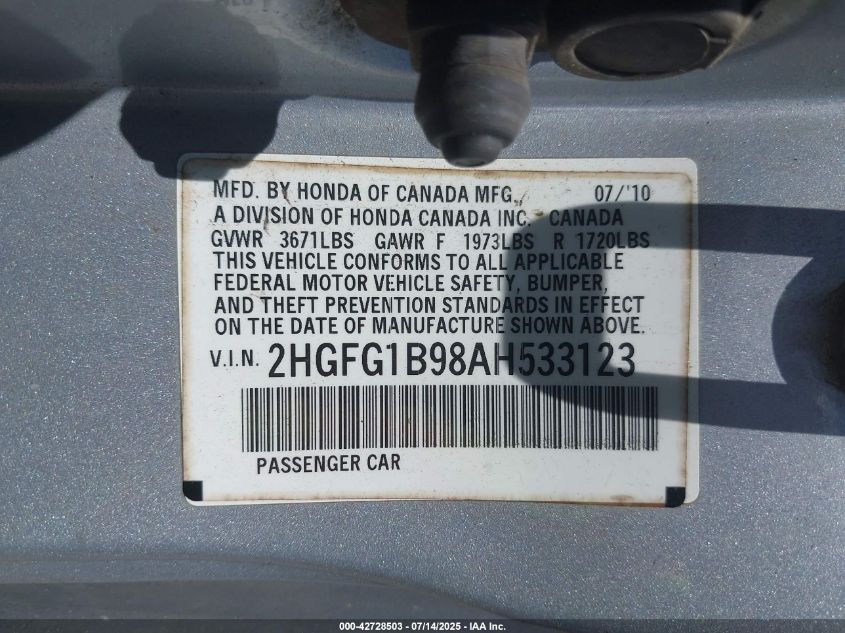 MFD. BY HONDA OF CANADA MFG., 07/'10
A DIVISION OF HONDA CANADA INC. CANADA
GVWR 3671LBS GAWR F 1973LBS R 1720LBS
THIS VEHICLE CONFORMS TO ALL APPLICABLE
FEDERAL MOTOR VEHICLE SAFETY, BUMPER,
AND THEFT PREVENTION STANDARDS IN EFFECT
ON THE DATE OF MANUFACTURE SHOWN ABOVE.
V.I.N. 2HGFG1B98AH533123
PASSENGER CAR
000-42728503 - 07/14/2025 - IAA Inc.